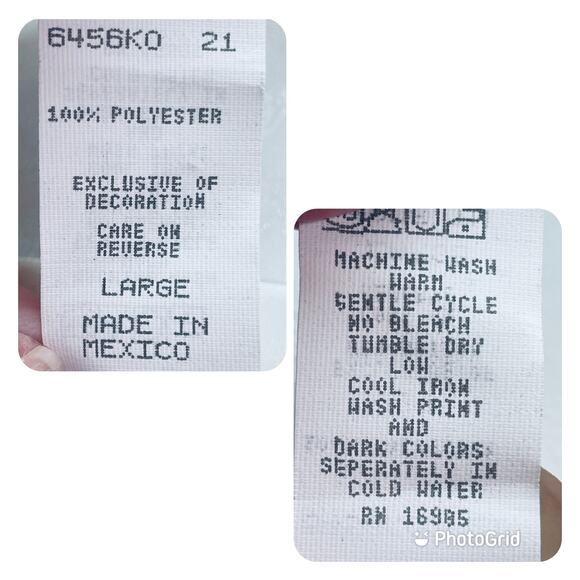 6456KO 21
100% POLYESTER
EXCLUSIVE OF
DECORATION
CARE ON
REVERSE
LARGE
MADE IN
MEXICO
MACHINE WASH
WARM
GENTLE CYCLE
NO BLEACH
TUMBLE DRY
LOW
COOL IRON
WASH PRINT
AND
DARK COLORS
SEPERATELY IN
COLD WATER
RN 16985
PhotoGrid